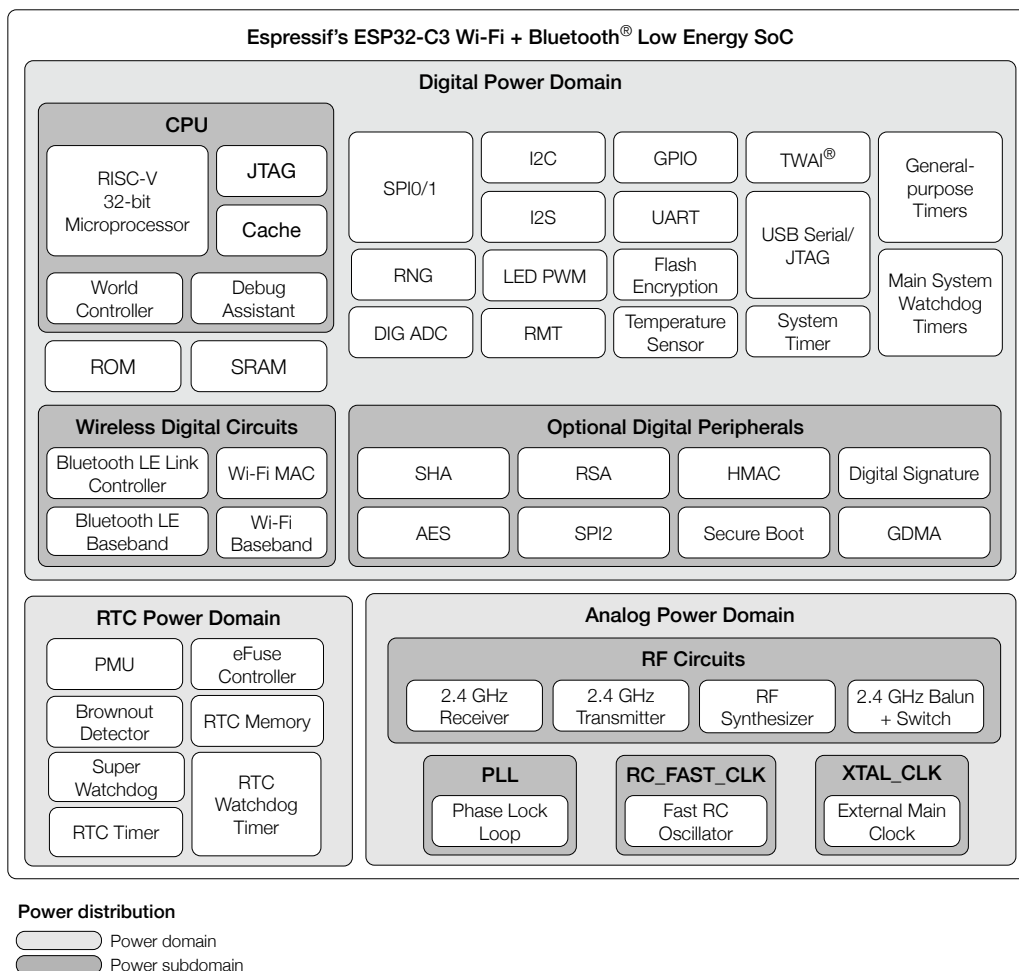 Espressif's ESP32-C3 Wi-Fi + Bluetooth® Low Energy SoC
Digital Power Domain
CPU
RISC-V
32-bit
Microprocessor
JTAG
Cache
World
Controller
Debug
Assistant
ROM
SRAM
SPI0/1
I2C
GPIO
TWAI®
General-
purpose
Timers
I2S
UART
USB Serial/
JTAG
RNG
LED PWM
Flash
Encryption
Main System
Watchdog
Timers
DIG ADC
RMT
Temperature
Sensor
System
Timer
Wireless Digital Circuits
Bluetooth LE Link
Controller
Wi-Fi MAC
Bluetooth LE
Baseband
Wi-Fi
Baseband
Optional Digital Peripherals
SHA
RSA
HMAC
Digital Signature
AES
SPI2
Secure Boot
GDMA
RTC Power Domain
PMU
eFuse
Controller
Brownout
Detector
RTC Memory
Super
Watchdog
RTC
Watchdog
Timer
RTC Timer
Analog Power Domain
RF Circuits
2.4 GHz
Receiver
2.4 GHz
Transmitter
RF
Synthesizer
2.4 GHz Balun
+ Switch
PLL
Phase Lock
Loop
RC_FAST_CLK
Fast RC
Oscillator
XTAL_CLK
External Main
Clock
Power distribution
Power domain
Power subdomain